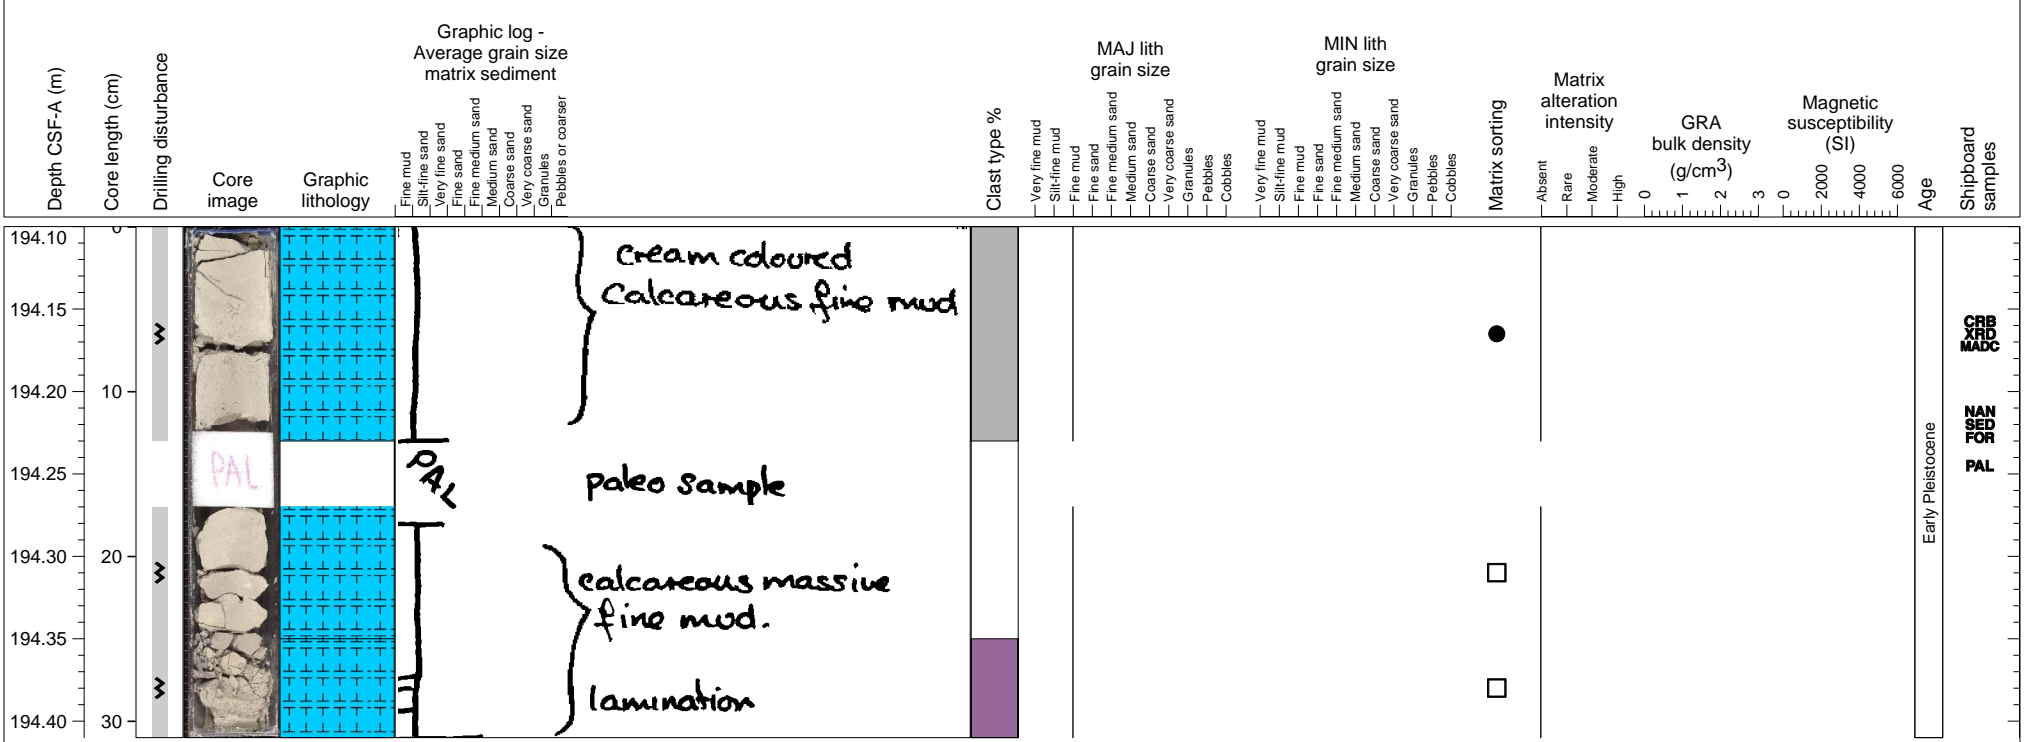 Depth CSF-A (m)
Core length (cm)
Drilling disturbance
Core
image
Graphic
lithology
Graphic log -
Average grain size
matrix sediment
Fine mud
Silt-fine sand
Very fine sand
Fine sand
Fine medium sand
Medium sand
Coarse sand
Very coarse sand
Granules
Pebbles or coarser
Clast type %
MAJ lith
grain size
Very fine mud
Silt-fine mud
Fine mud
Fine sand
Fine medium sand
Medium sand
Coarse sand
Very coarse sand
Granules
Pebbles
Cobbles
MIN lith
grain size
Very fine mud
Silt-fine mud
Fine mud
Fine sand
Fine medium sand
Medium sand
Coarse sand
Very coarse sand
Granules
Pebbles
Cobbles
Matrix sorting
Matrix
alteration
intensity
Absent
Rare
Moderate
High
GRA
bulk density
(g/cm3)
0 1 2 3
Magnetic
susceptibility
(SI)
0 2000 4000 6000
Age
Shipboard
samples
194.10 0
194.15
194.20 10
194.25
194.30 20
194.35
194.40 30
PAL
cream coloured
Calcareous fine mud
PAL
paleo sample
calcareous massive
fine mud.
lamination
Early Pleistocene
CRB
XRD
MADC
NAN
SED
FOR
PAL